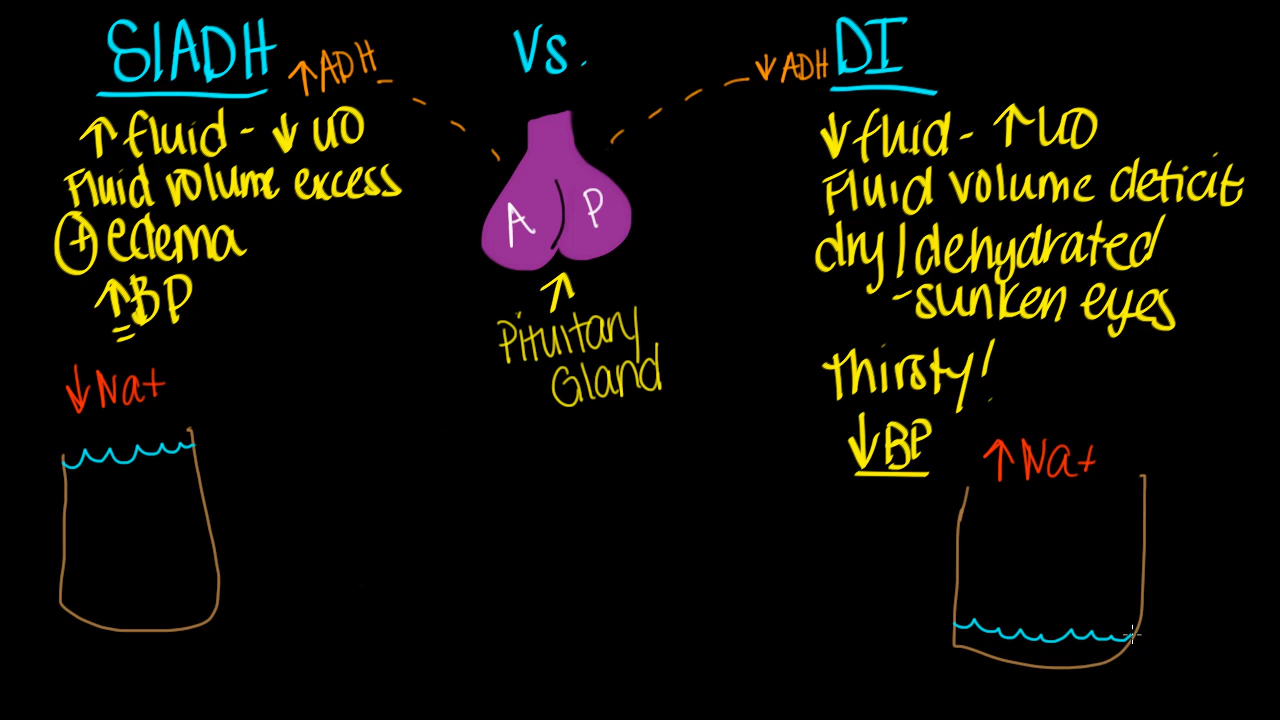 SIADH
↑ADH
↑ fluid - ↓ UO
Fluid volume excess
⊕ edema
↑BP
↓Na+
Vs.
A P
↑
Pituitary
Gland
↓ ADH
DI
↓ fluid - ↑ UO
Fluid volume deficit
dry/dehydrated
-sunken eyes
thirsty!
↓BP
↑Na+